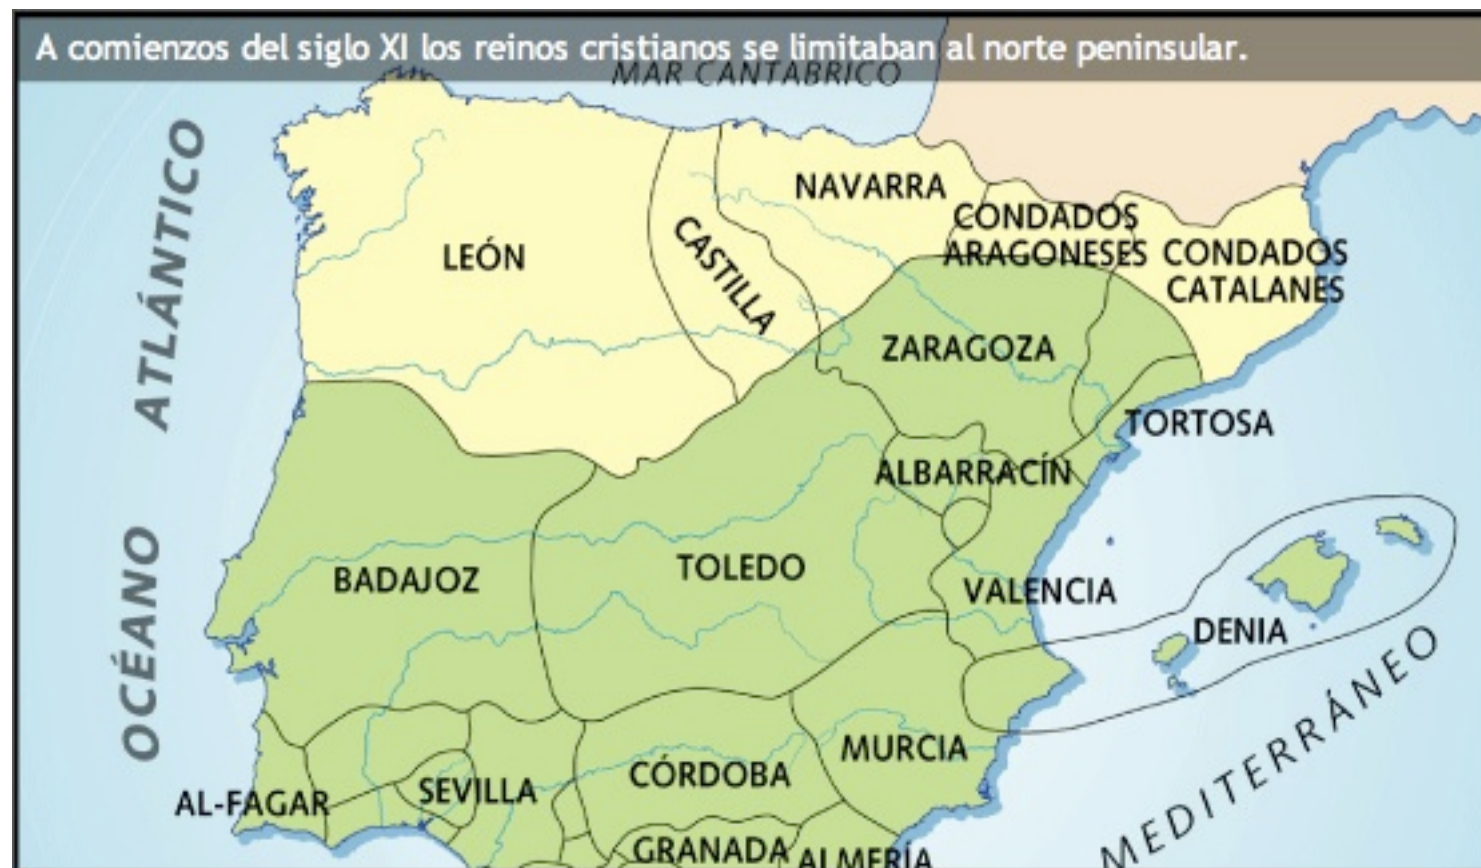 A comienzos del siglo XI los reinos cristianos se limitaban al norte peninsular.
MAR CANTÁBRICO
OCÉANO ATLÁNTICO
NAVARRA
CONDADOS
ARAGONESES
CONDADOS
CATALANES
LEÓN
CASTILLA
ZARAGOZA
TORTOSA
ALBARRACÍN
BADAJOZ
TOLEDO
VALENCIA
DENIA
MEDITERRÁNEO
MURCIA
CÓRDOBA
SEVILLA
AL-FAGAR
GRANADA
ALMERÍA